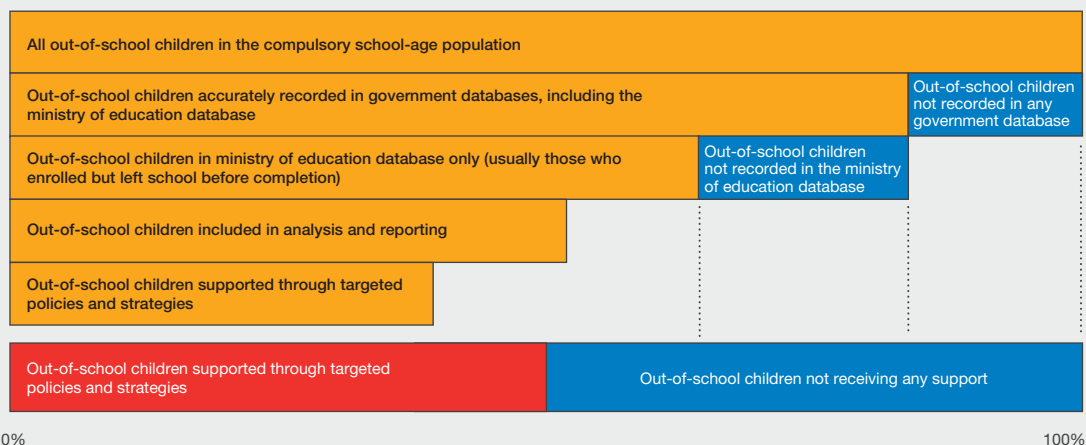 All out-of-school children in the compulsory school-age population
Out-of-school children accurately recorded in government databases, including the
ministry of education database
Out-of-school children
not recorded in any
government database
Out-of-school children in ministry of education database only (usually those who
enrolled but left school before completion)
Out-of-school children
not recorded in the ministry
of education database
Out-of-school children included in analysis and reporting
Out-of-school children supported through targeted
policies and strategies
Out-of-school children supported through targeted
policies and strategies
Out-of-school children not receiving any support
0%
100%